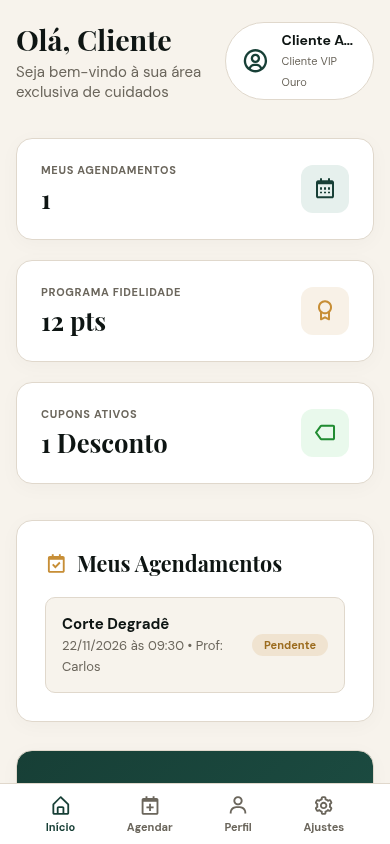 Olá, Cliente
Seja bem-vindo à sua área
exclusiva de cuidados
Cliente A...
Cliente VIP
Ouro
MEUS AGENDAMENTOS
1
PROGRAMA FIDELIDADE
12 pts
CUPONS ATIVOS
1 Desconto
Meus Agendamentos
Corte Degradê
22/11/2026 às 09:30 • Prof:
Carlos
Pendente
Início
Agendar
Perfil
Ajustes